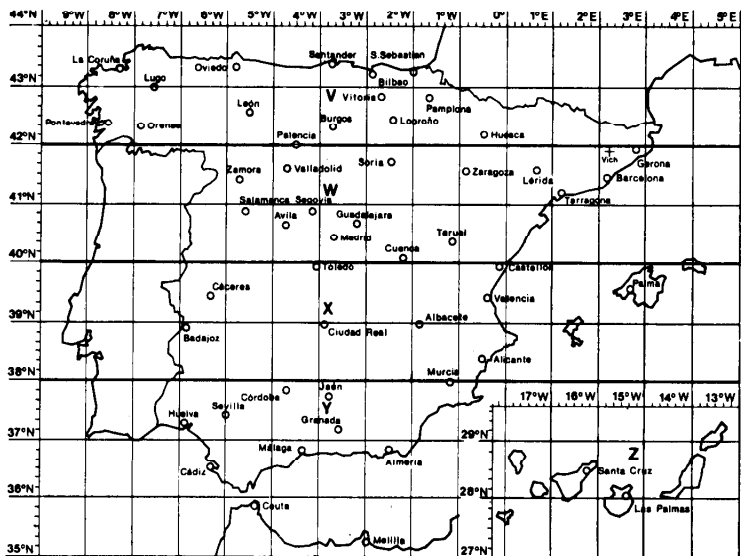 44°N 9°W 8°W 7°W 6°W 5°W 4°W 3°W 2°W 1°W 0° 1°E 2°E 3°E
La Coruña
Oviedo
Santander
S.Sebastian
43°N
Lugo
Bilbao
León
V
Vitoria
Pamplona
Pontevedra
Orense
Burgos
Logroño
Huesca
42°N
Palencia
Vich
Gerona
Zamora
Valladolid
Soria
Zaragoza
Lérida
Barcelona
41°N
Salamanca
Segovia
W
Tarragona
Avila
Guadalajara
Madrid
Teruel
Cuenca
40°N
Toledo
Castellon
Cáceres
Palma
Valencia
39°N
Badajoz
X
Ciudad Real
Albacete
Alicante
38°N
Murcia
17°W 16°W 15°W 14°W 13°W
Córdoba
Jaén
Huelva
Sevilla
Y
Granada
37°N
29°N
Málaga
Almeria
Z
Cádiz
Santa Cruz
36°N
28°N
Ceuta
Las Palmas
35°N
Melilla
27°N